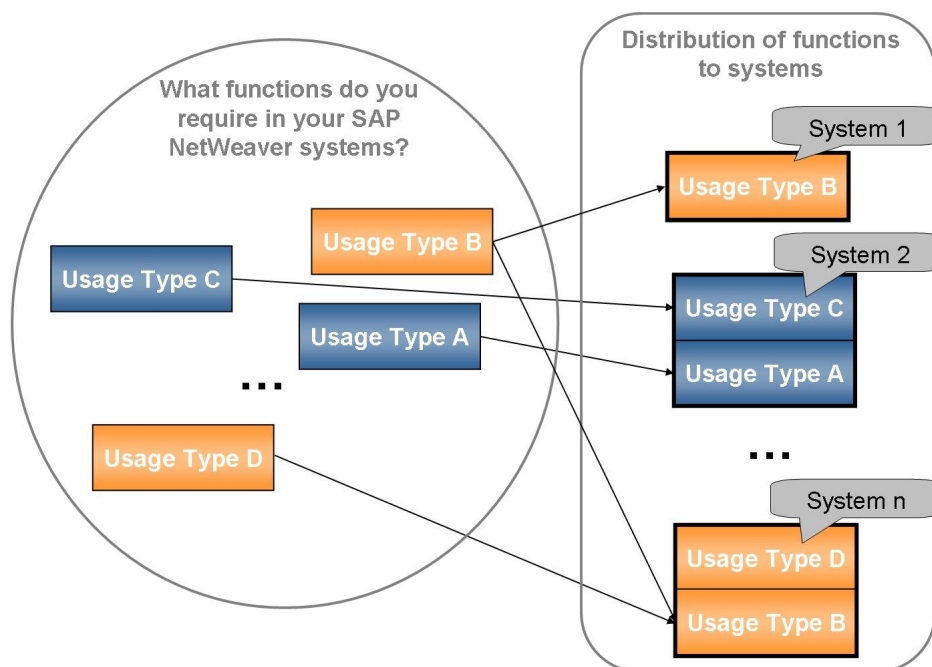 What functions do you
require in your SAP
NetWeaver systems?
Usage Type B
Usage Type C
Usage Type A
...
Usage Type D
Distribution of functions
to systems
System 1
Usage Type B
System 2
Usage Type C
Usage Type A
...
System n
Usage Type D
Usage Type B